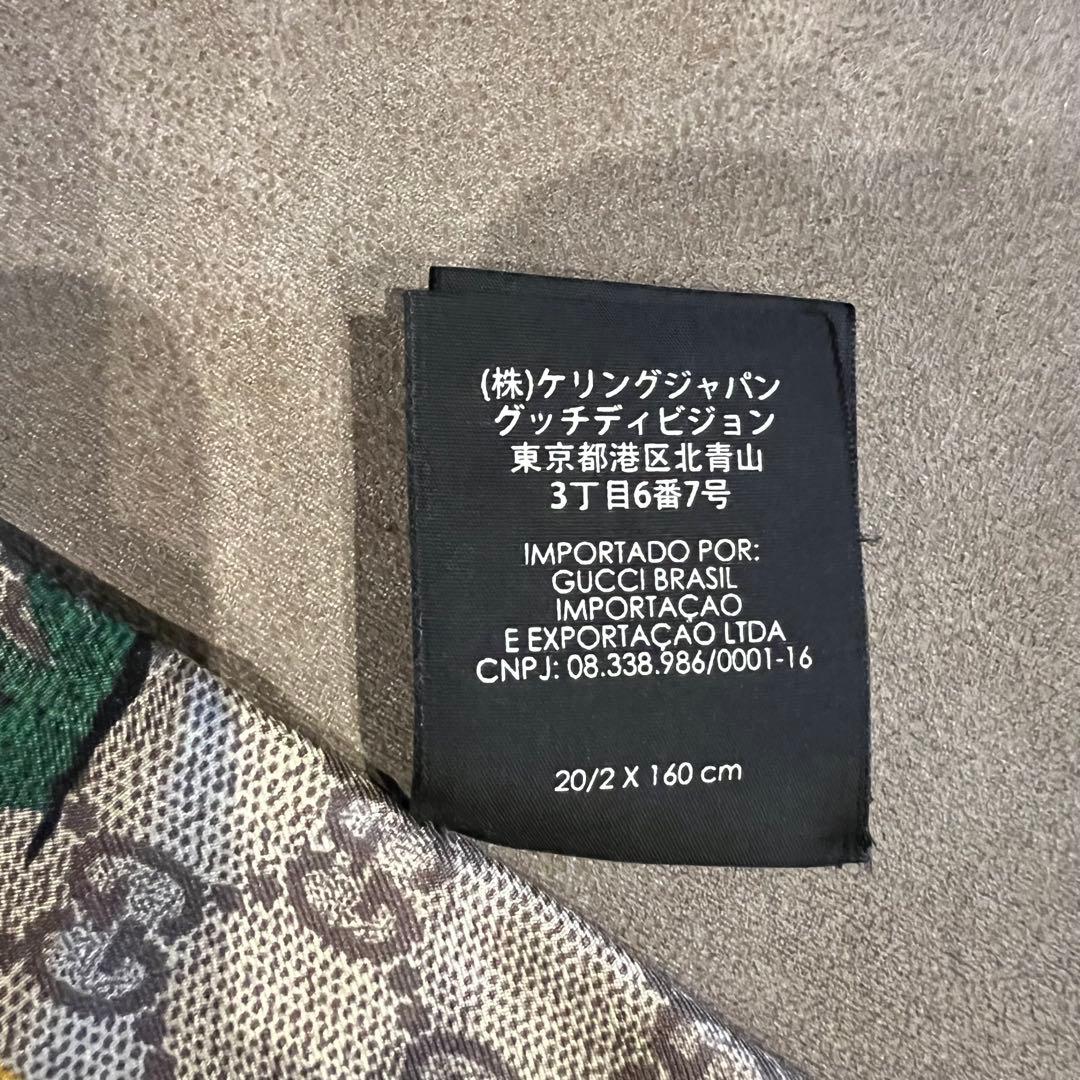 (株)ケリングジャパン
グッチディビジョン
東京都港区北青山
3丁目6番7号
IMPORTADO POR:
GUCCI BRASIL
IMPORTAÇAO
E EXPORTAÇAO LTDA
CNPJ: 08.338.986/0001-16
20/2 X 160 cm